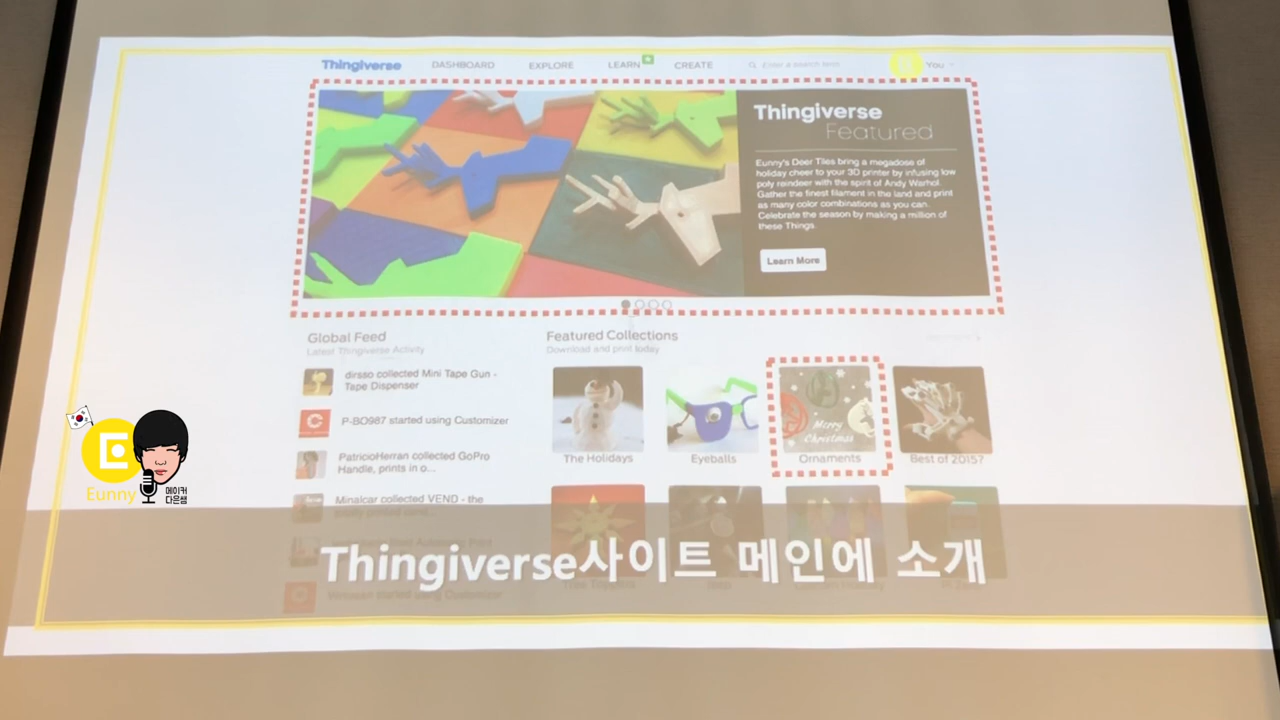 Thingiverse
DASHBOARD
EXPLORE
LEARN
CREATE
Enter a search term
You
Thingiverse
Featured
Eunny's Deer Tiles bring a megadose of
holiday cheer to your 3D printer by infusing low
poly reindeer with the spirit of Andy Warhol.
Gather the finest filament in the land and print
as many color combinations as you can.
Celebrate the season by making a million of
these Things.
Learn More
Global Feed
Latest Thingiverse Activity
dirsso collected Mini Tape Gun -
Tape Dispenser
P-BO987 started using Customizer
PatricioHerran collected GoPro
Handle, prints in o...
Minalcar collected VEND - the
Featured Collections
Download and print today
Merry
Christmas
The Holidays
Eyeballs
Ornaments
Best of 2015?
Eunny
메이커
다은쌤
Thingiverse사이트 메인에 소개